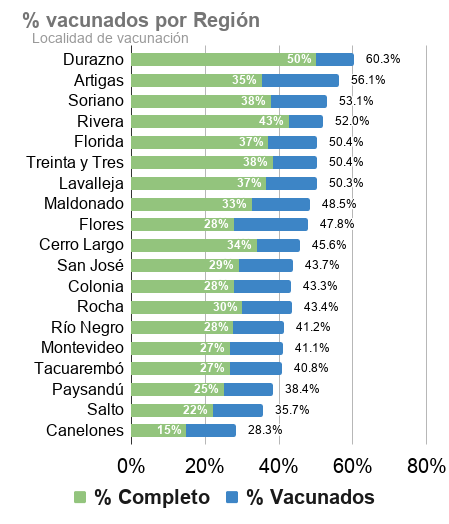 % vacunados por Región
Localidad de vacunación
Durazno 50% 60.3%
Artigas 35% 56.1%
Soriano 38% 53.1%
Rivera 43% 52.0%
Florida 37% 50.4%
Treinta y Tres 38% 50.4%
Lavalleja 37% 50.3%
Maldonado 33% 48.5%
Flores 28% 47.8%
Cerro Largo 34% 45.6%
San José 29% 43.7%
Colonia 28% 43.3%
Rocha 30% 43.4%
Río Negro 28% 41.2%
Montevideo 27% 41.1%
Tacuarembó 27% 40.8%
Paysandú 25% 38.4%
Salto 22% 35.7%
Canelones 15% 28.3%
0% 20% 40% 60% 80%
% Completo % Vacunados